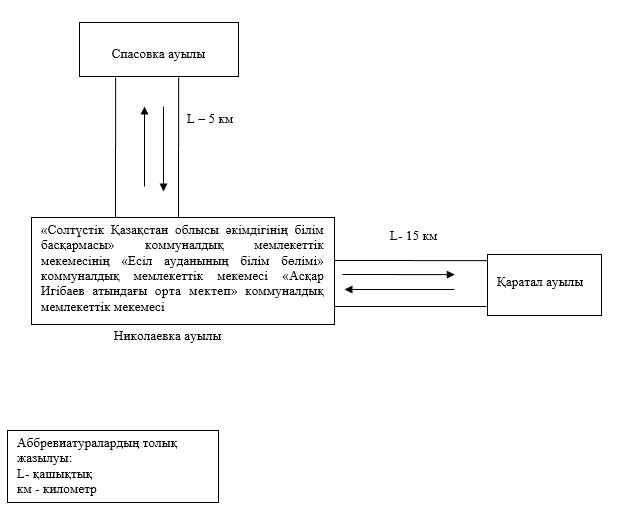 Спасовка ауылы
L – 5 км
«Солтүстік Қазақстан облысы әкімдігінің білім
басқармасы» коммуналдық мемлекеттік
мекемесінің «Есіл ауданының білім бөлімі»
коммуналдық мемлекеттік мекемесі «Асқар
Игібаев атындағы орта мектеп» коммуналдық
мемлекеттік мекемесі
L- 15 км
Қаратал ауылы
Николаевка ауылы
Аббревиатуралардың толық
жазылуы:
L- қашықтық
км - километр